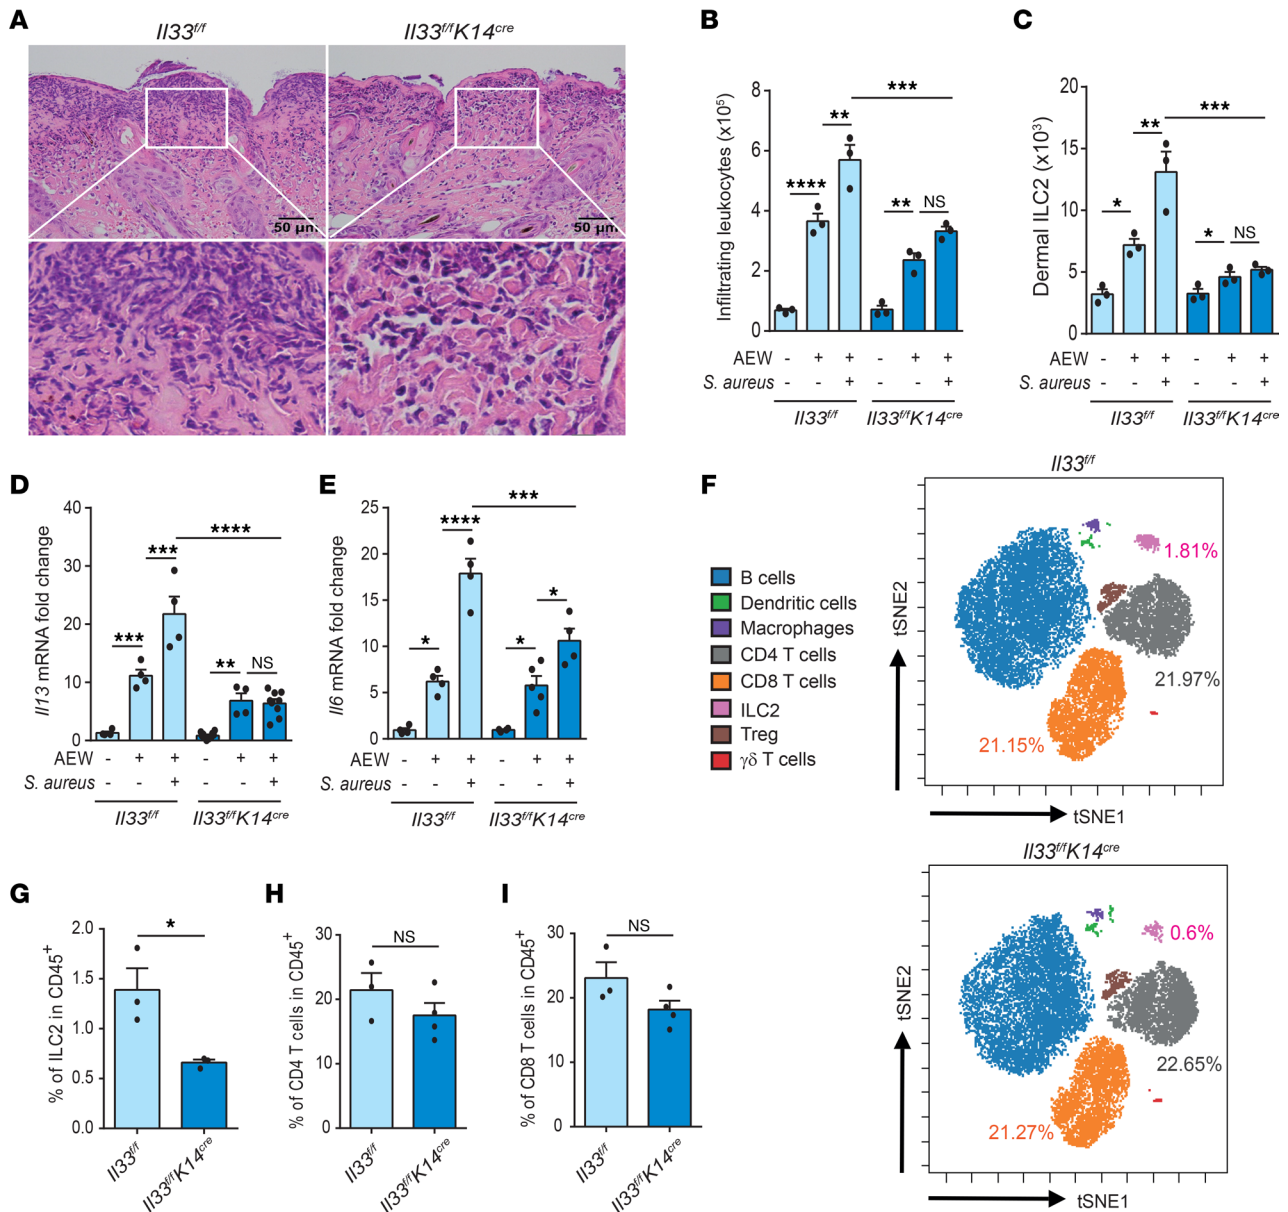 A
Il33f/f
Il33f/fK14cre
50 µm
50 µm
B
Infiltrating leukocytes (x10⁵)
8
6
4
2
0
****
**
***
**
NS
AEW - + + - + +
S. aureus - - + - - +
Il33f/f
Il33f/fK14cre
C
Dermal ILC2 (x10³)
20
15
10
5
0
*
**
***
*
NS
AEW - + + - + +
S. aureus - - + - - +
Il33f/f
Il33f/fK14cre
D
Il13 mRNA fold change
40
30
20
10
0
***
***
****
**
NS
AEW - + + - + +
S. aureus - - + - - +
Il33f/f
Il33f/fK14cre
E
Il6 mRNA fold change
25
20
15
10
5
0
*
****
***
*
*
AEW - + + - + +
S. aureus - - + - - +
Il33f/f
Il33f/fK14cre
F
B cells
Dendritic cells
Macrophages
CD4 T cells
CD8 T cells
ILC2
Treg
γδ T cells
Il33f/f
1.81%
21.97%
21.15%
tSNE2
tSNE1
Il33f/fK14cre
0.6%
22.65%
21.27%
tSNE2
tSNE1
G
% of ILC2 in CD45⁺
2.0
1.5
1.0
0.5
0.0
*
Il33f/f
Il33f/fK14cre
H
% of CD4 T cells in CD45⁺
30
20
10
0
NS
Il33f/f
Il33f/fK14cre
I
% of CD8 T cells in CD45⁺
30
20
10
0
NS
Il33f/f
Il33f/fK14cre